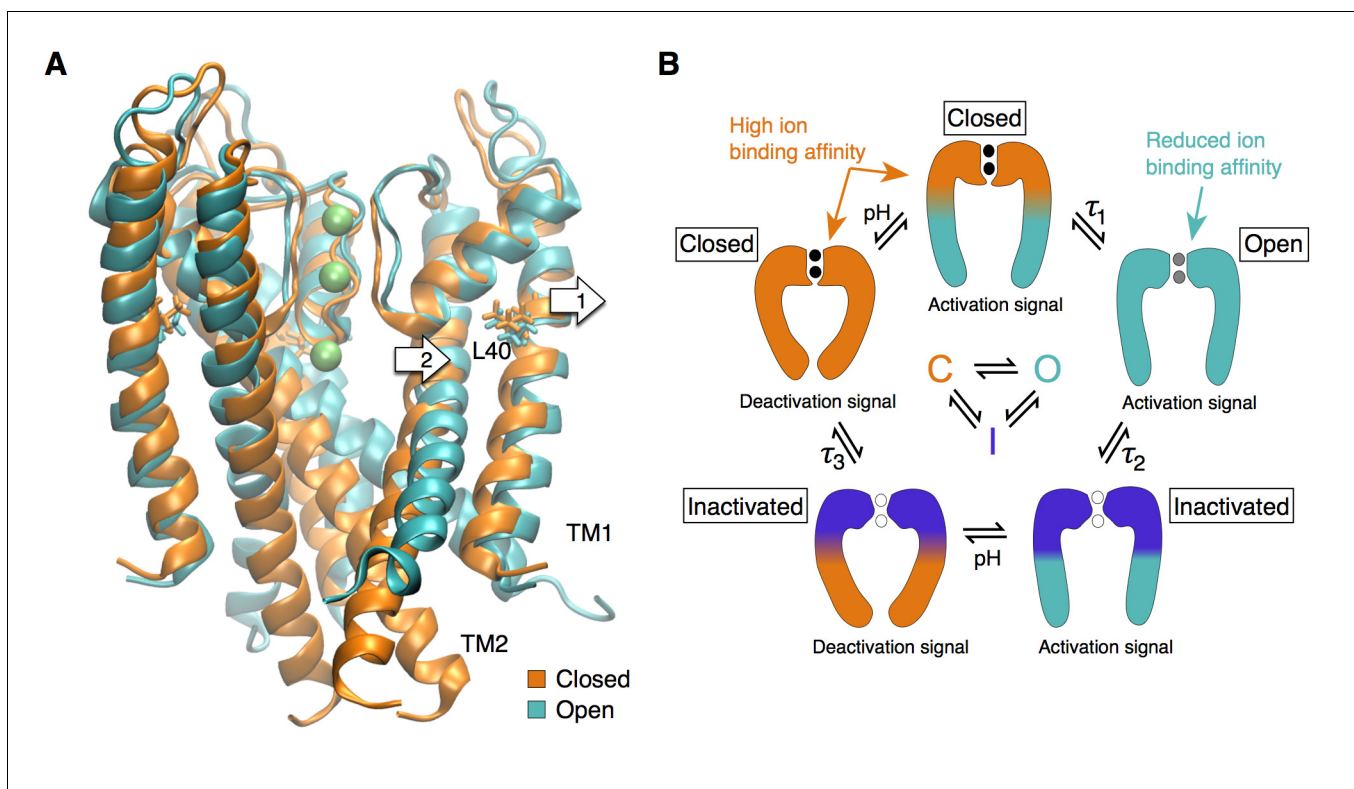 A
1
2
L40
TM1
TM2
Closed
Open
B
High ion
binding affinity
Closed
Reduced ion
binding affinity
pH
τ1
Closed
Open
Activation signal
C
O
I
Deactivation signal
Activation signal
τ3
τ2
Inactivated
Inactivated
pH
Deactivation signal
Activation signal